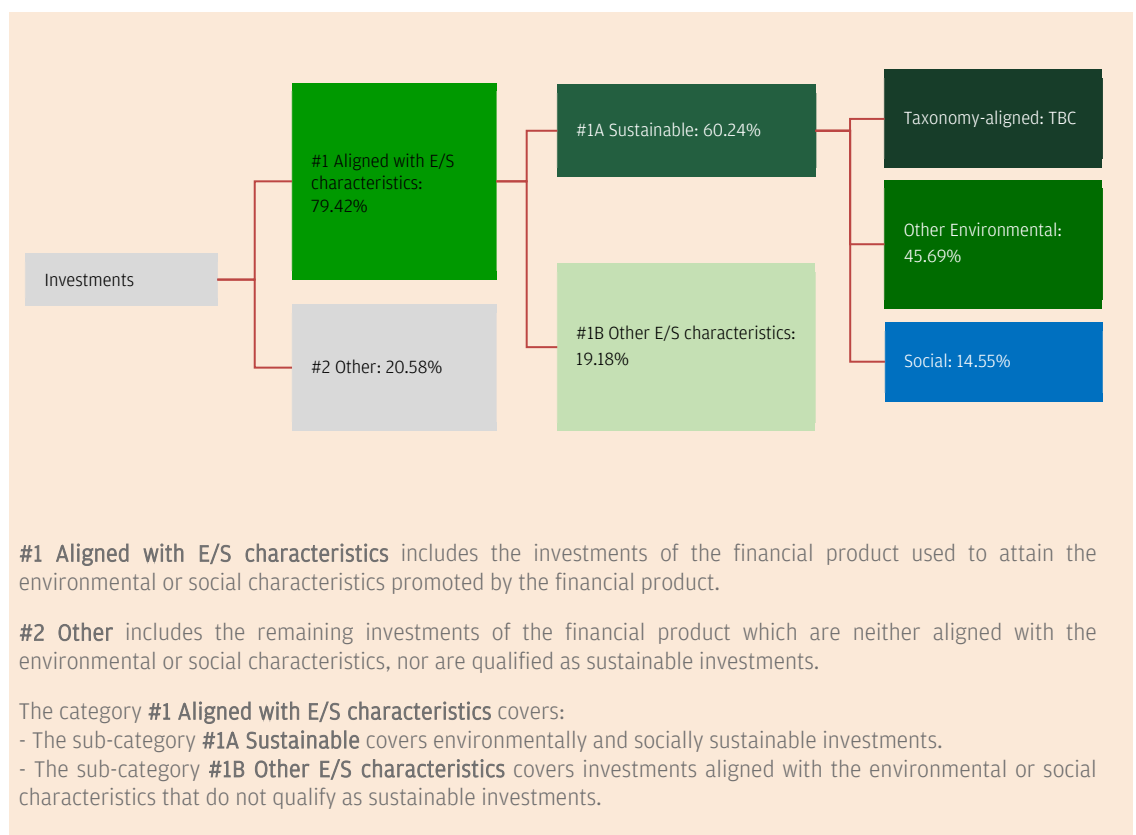 Investments
#1 Aligned with E/S
characteristics:
79.42%
#2 Other: 20.58%
#1A Sustainable: 60.24%
#1B Other E/S characteristics:
19.18%
Taxonomy-aligned: TBC
Other Environmental:
45.69%
Social: 14.55%
#1 Aligned with E/S characteristics includes the investments of the financial product used to attain the
environmental or social characteristics promoted by the financial product.
#2 Other includes the remaining investments of the financial product which are neither aligned with the
environmental or social characteristics, nor are qualified as sustainable investments.
The category #1 Aligned with E/S characteristics covers:
- The sub-category #1A Sustainable covers environmentally and socially sustainable investments.
- The sub-category #1B Other E/S characteristics covers investments aligned with the environmental or social
characteristics that do not qualify as sustainable investments.